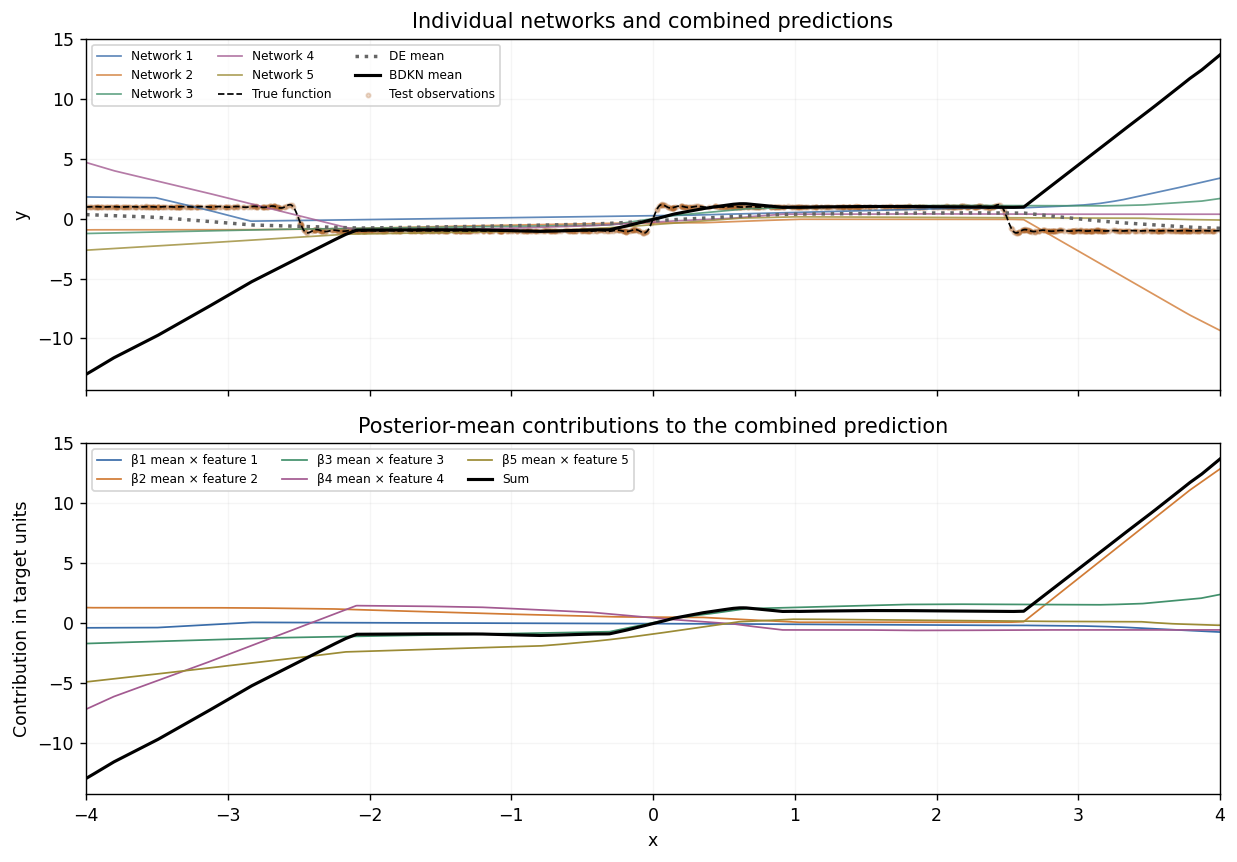 Individual networks and combined predictions
15
10
5
0
−5
−10
y
Network 1
Network 2
Network 3
Network 4
Network 5
True function
DE mean
BDKN mean
Test observations
Posterior-mean contributions to the combined prediction
15
10
5
0
−5
−10
Contribution in target units
β1 mean × feature 1
β2 mean × feature 2
β3 mean × feature 3
β4 mean × feature 4
β5 mean × feature 5
Sum
−4
−3
−2
−1
0
1
2
3
4
x